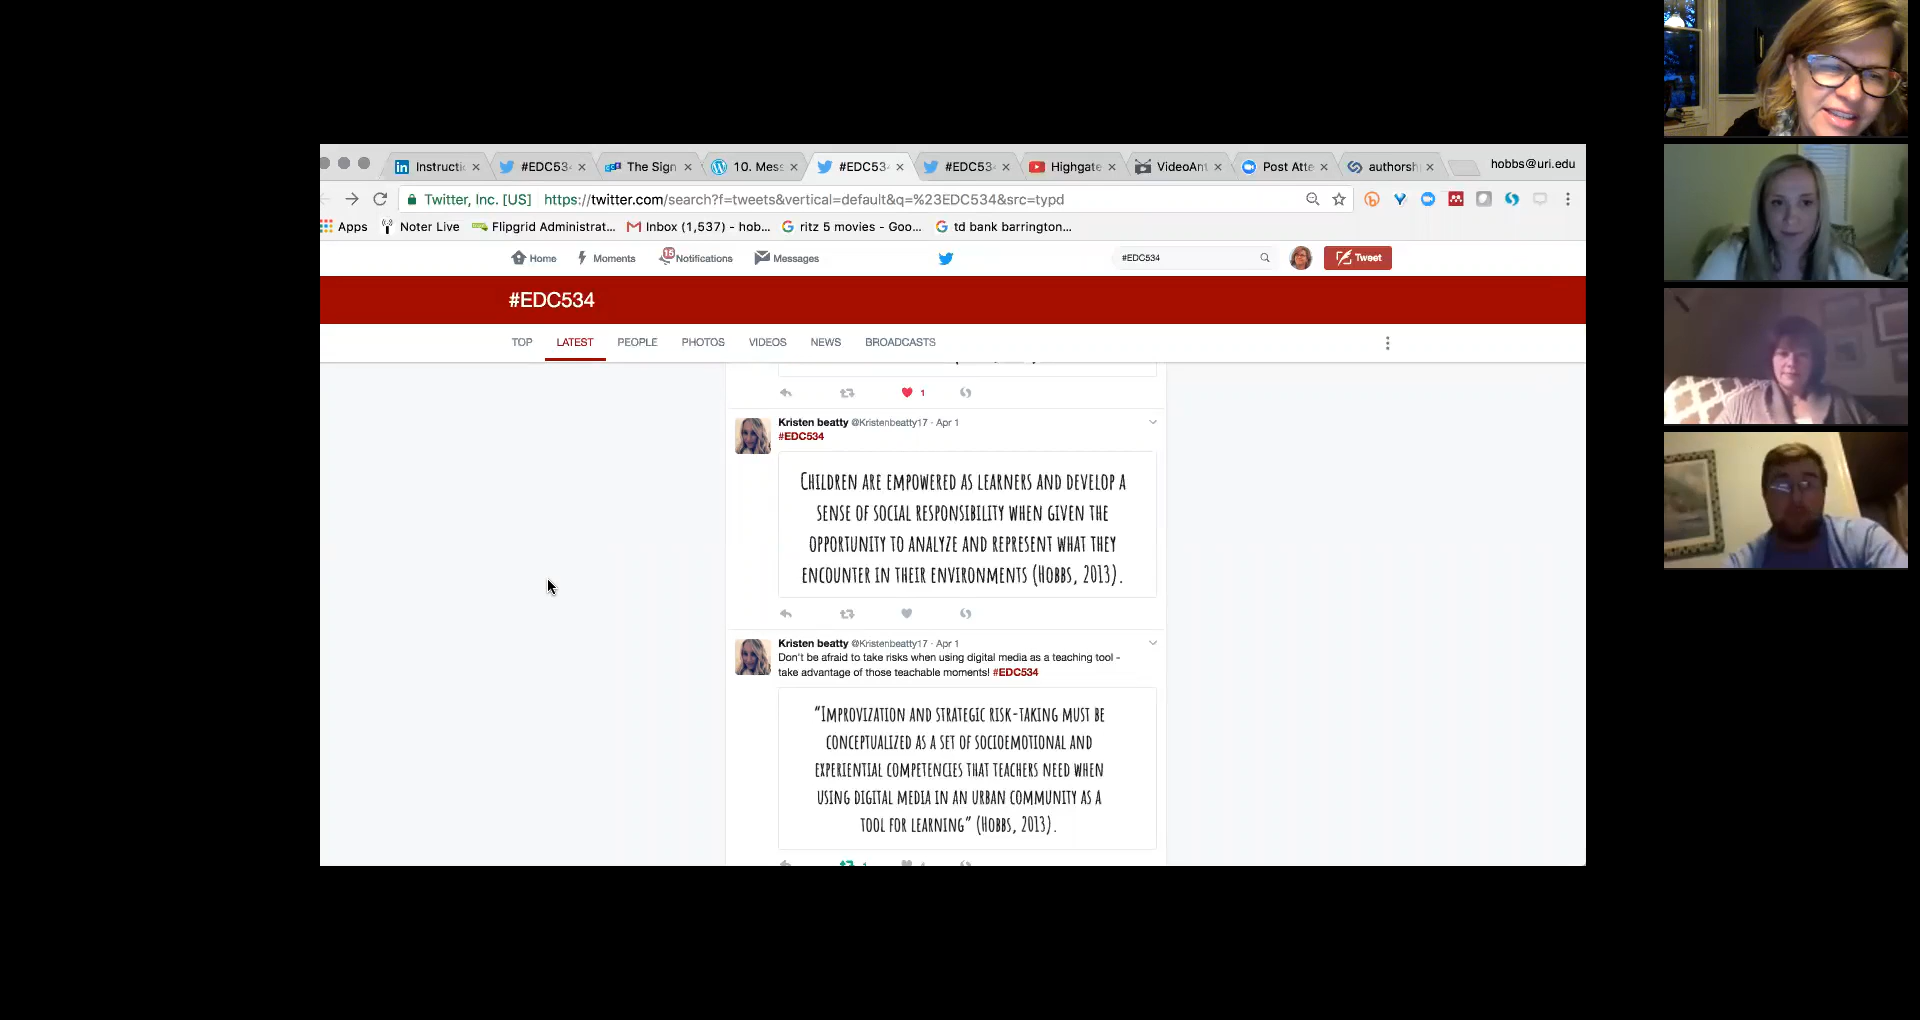 Instructi
#EDC534
The Sign
10. Mess
#EDC534
#EDC534
Highgate
VideoAnt
Post Atte
authorshi
hobbs@uri.edu
Twitter, Inc. [US] https://twitter.com/search?f=tweets&vertical=default&q=%23EDC534&src=typd
Apps Noter Live Flipgrid Administrat... Inbox (1,537) - hob... ritz 5 movies - Goo... td bank barrington...
Home Moments 15 Notifications Messages #EDC534 Tweet
#EDC534
TOP LATEST PEOPLE PHOTOS VIDEOS NEWS BROADCASTS
1
Kristen beatty @Kristenbeatty17 · Apr 1
#EDC534
CHILDREN ARE EMPOWERED AS LEARNERS AND DEVELOP A
SENSE OF SOCIAL RESPONSIBILITY WHEN GIVEN THE
OPPORTUNITY TO ANALYZE AND REPRESENT WHAT THEY
ENCOUNTER IN THEIR ENVIRONMENTS (HOBBS, 2013).
Kristen beatty @Kristenbeatty17 · Apr 1
Don't be afraid to take risks when using digital media as a teaching tool -
take advantage of those teachable moments! #EDC534
“IMPROVIZATION AND STRATEGIC RISK-TAKING MUST BE
CONCEPTUALIZED AS A SET OF SOCIOEMOTIONAL AND
EXPERIENTIAL COMPETENCIES THAT TEACHERS NEED WHEN
USING DIGITAL MEDIA IN AN URBAN COMMUNITY AS A
TOOL FOR LEARNING” (HOBBS, 2013).